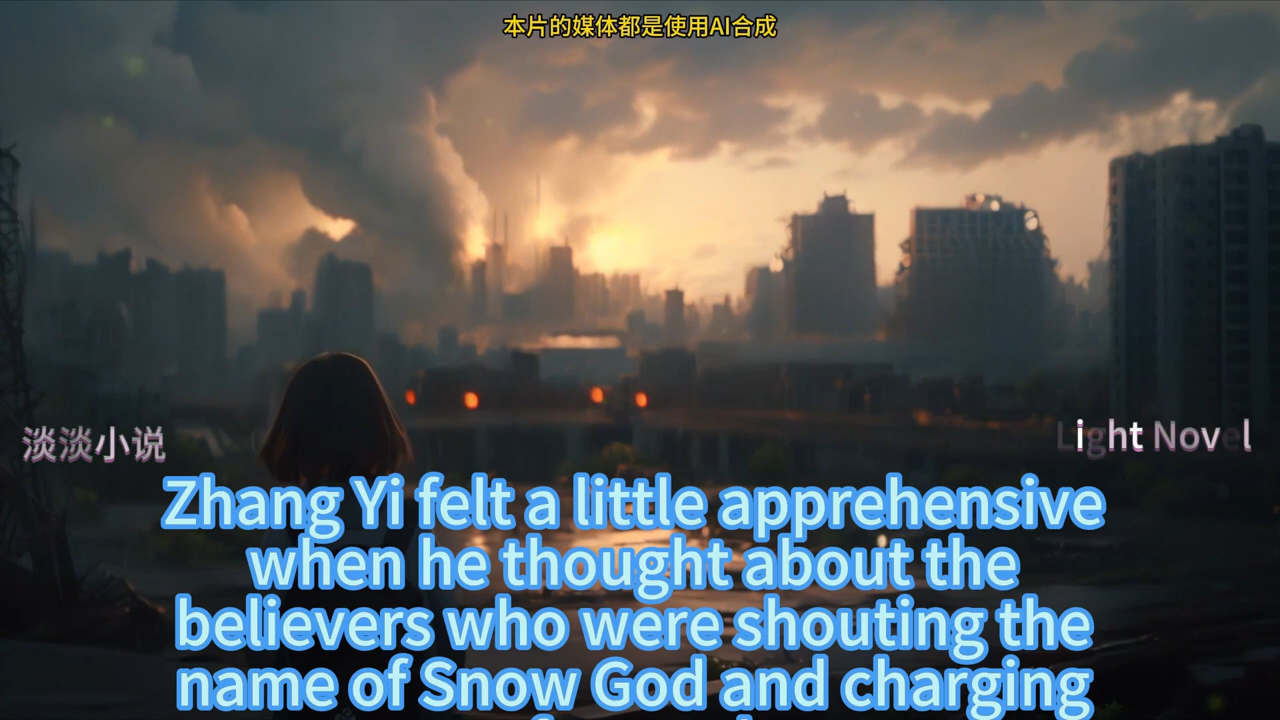 本片的媒体都是使用AI合成
淡淡小说
Light Novel
Zhang Yi felt a little apprehensive
when he thought about the
believers who were shouting the
name of Snow God and charging